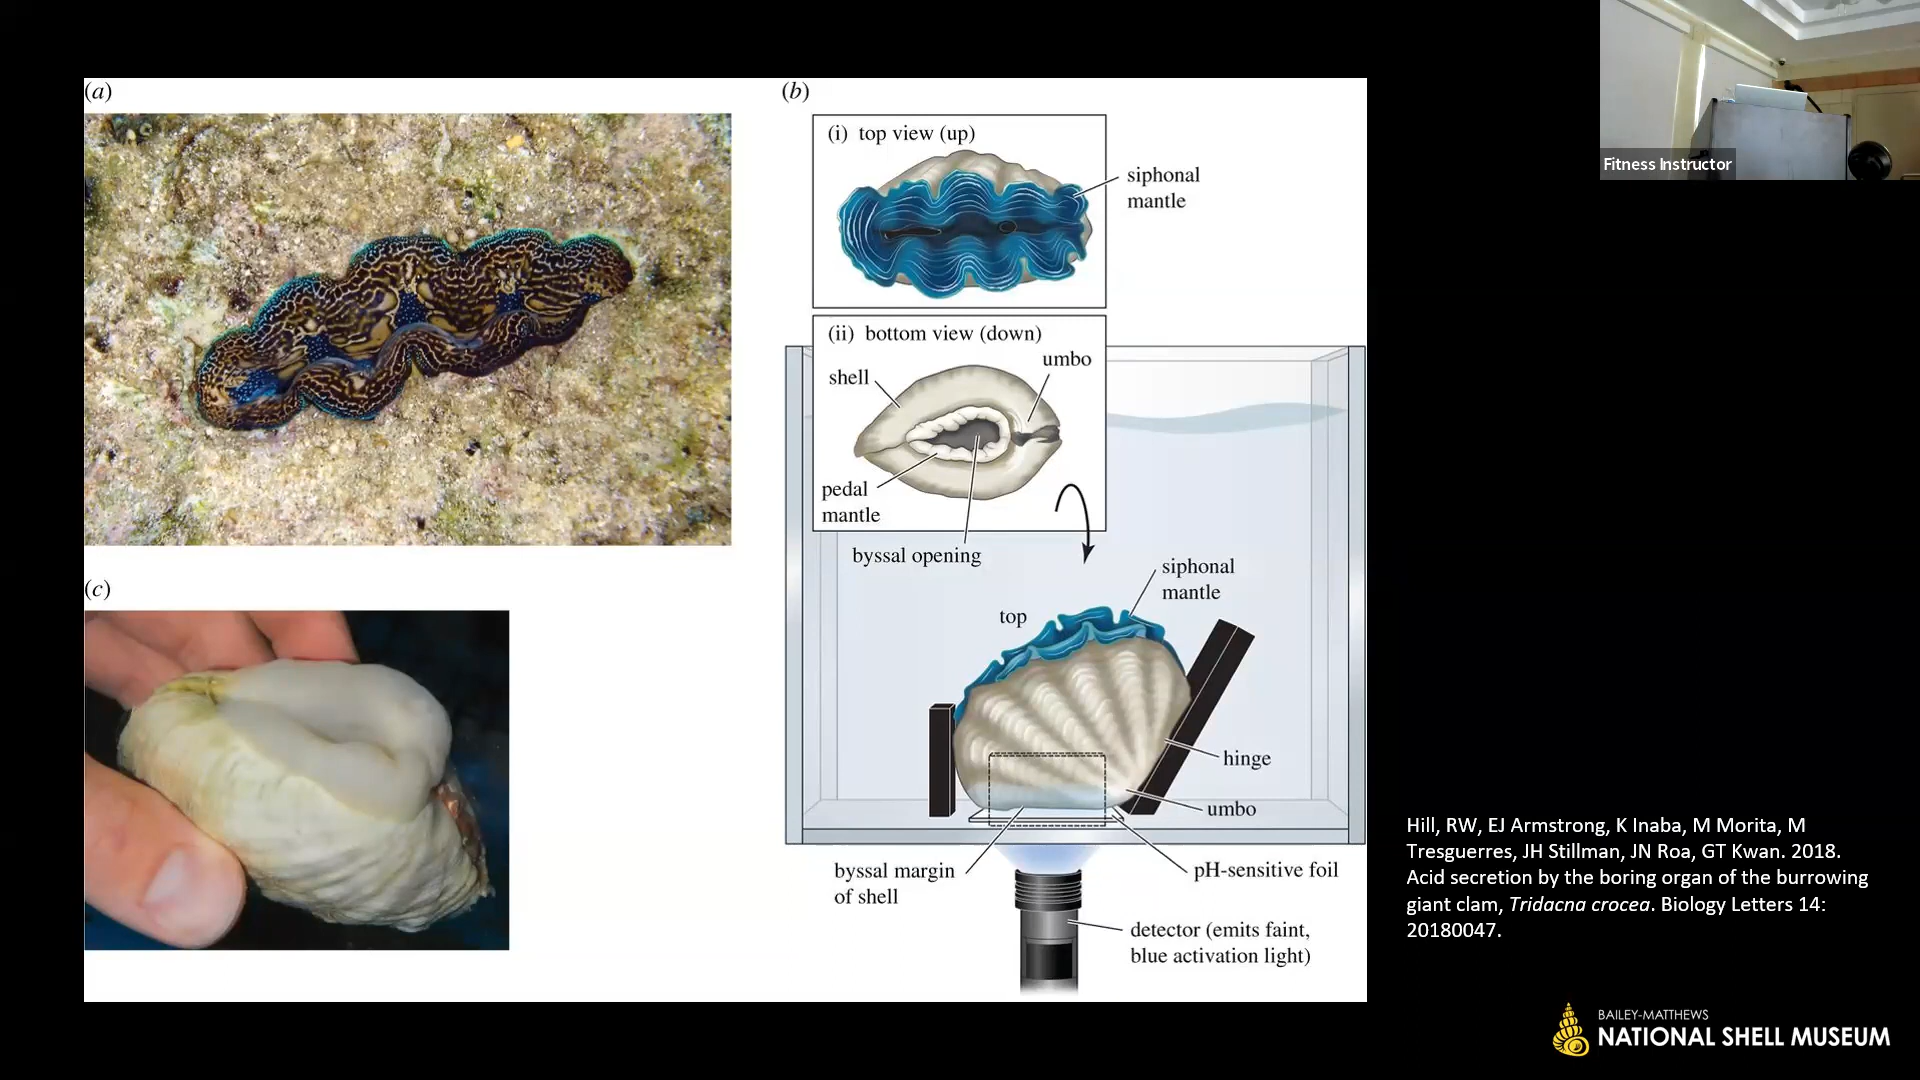 (a)
(b)
(i) top view (up)
siphonal
mantle
(ii) bottom view (down)
umbo
shell
pedal
mantle
byssal opening
siphonal
mantle
top
hinge
umbo
byssal margin
of shell
pH-sensitive foil
detector (emits faint,
blue activation light)
(c)
Fitness Instructor
Hill, RW, EJ Armstrong, K Inaba, M Morita, M
Tresguerres, JH Stillman, JN Roa, GT Kwan. 2018.
Acid secretion by the boring organ of the burrowing
giant clam, Tridacna crocea. Biology Letters 14:
20180047.
BAILEY-MATTHEWS
NATIONAL SHELL MUSEUM